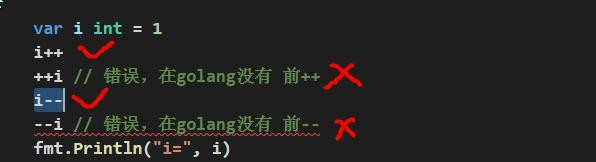 var i int = 1
i++
++i // 错误，在golang没有 前++
i--
--i // 错误，在golang没有 前--
fmt.Println("i=", i)